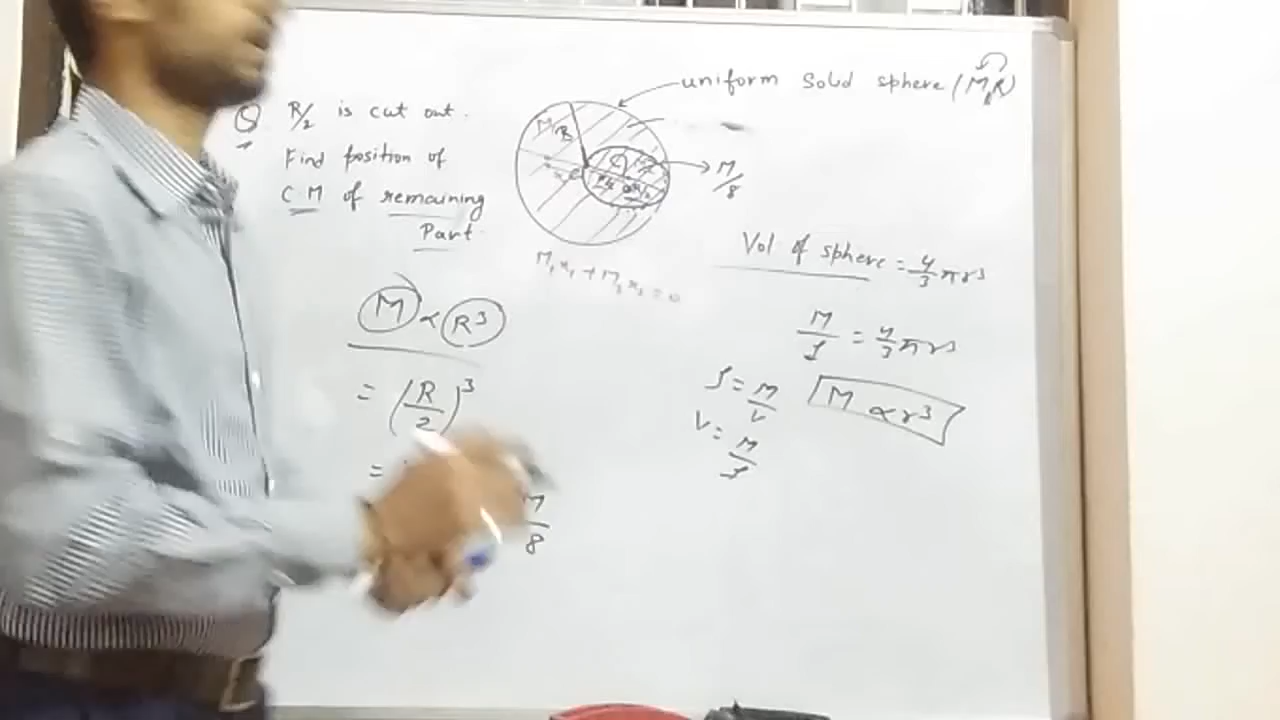 uniform solid sphere (M, R)
Q R/2 is cut out.
Find position of
C.M of remaining
Part
M R
M/8
M₁x₁ + M₂x₂ = 0
Vol of sphere = 4/3 πr³
M ∝ R³
M/ρ = 4/3 πr³
= (R/2)³
ρ = M/V
M ∝ r³
V = M/ρ
=
M/8